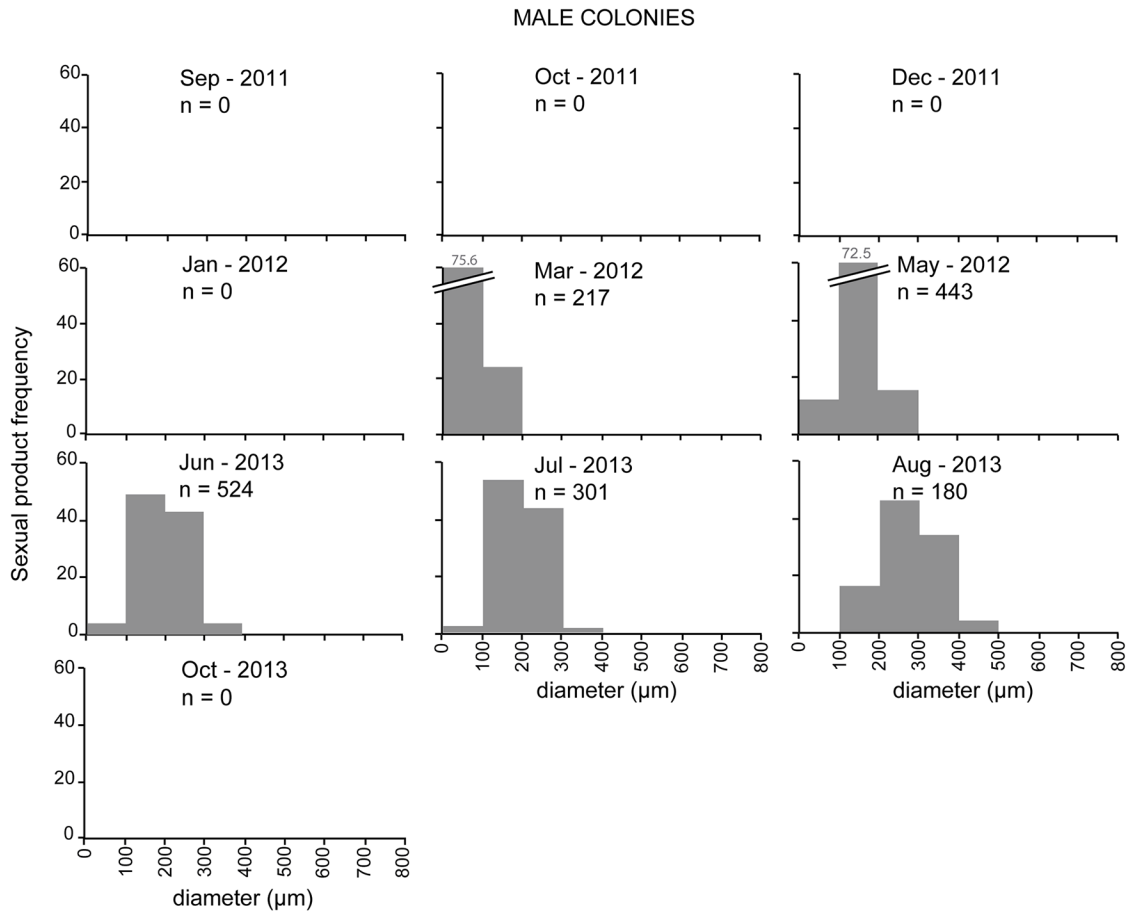 MALE COLONIES
Sep - 2011
n = 0
60
40
20
0
Oct - 2011
n = 0
Dec - 2011
n = 0
Jan - 2012
n = 0
60
40
20
0
75.6
Mar - 2012
n = 217
72.5
May - 2012
n = 443
Sexual product frequency
Jun - 2013
n = 524
60
40
20
0
Jul - 2013
n = 301
0 100 200 300 400 500 600 700 800
diameter (µm)
Aug - 2013
n = 180
0 100 200 300 400 500 600 700 800
diameter (µm)
Oct - 2013
n = 0
60
40
20
0
0 100 200 300 400 500 600 700 800
diameter (µm)